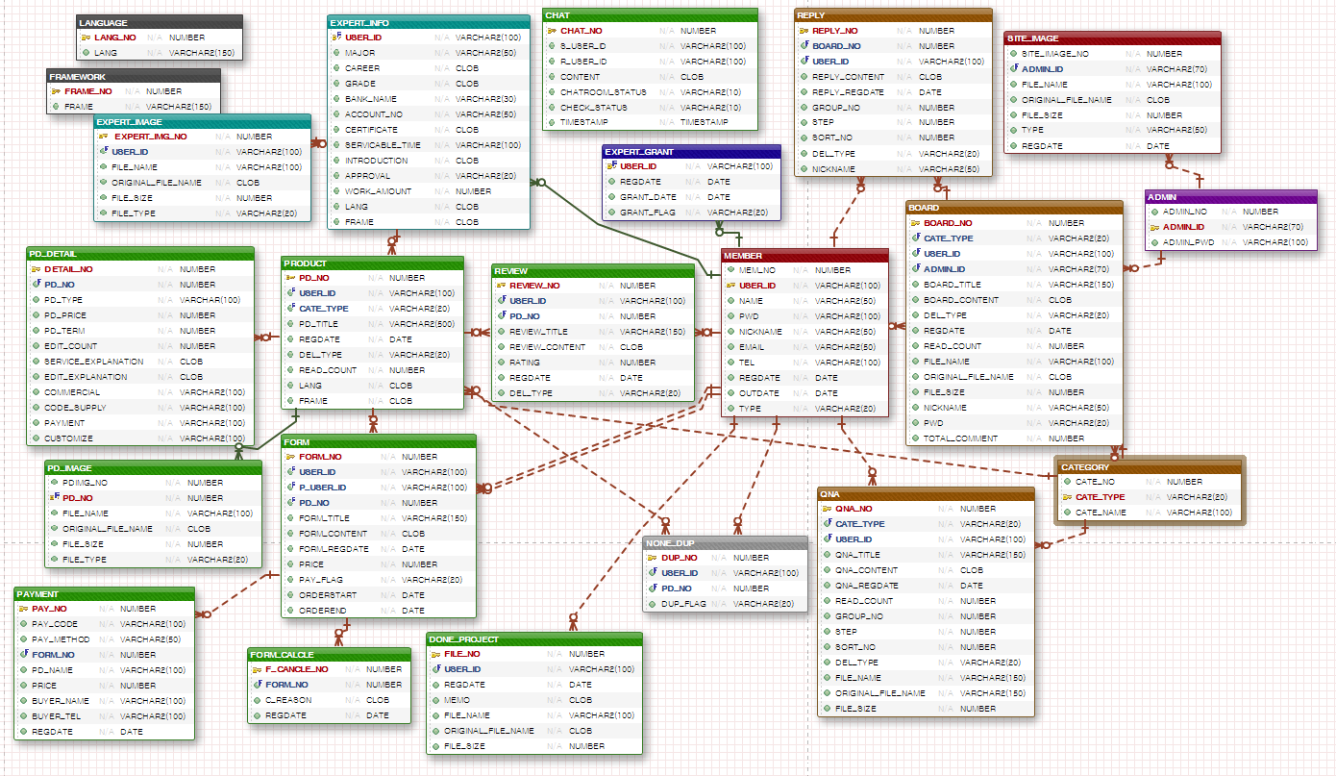 LANGUAGE
LANG_NO N/A NUMBER
LANG N/A VARCHAR2(150)
FRAMEWORK
FRAME_NO N/A NUMBER
FRAME N/A VARCHAR2(150)
EXPERT_IMAGE
EXPERT_IMG_NO N/A NUMBER
USER_ID N/A VARCHAR2(100)
FILE_NAME N/A VARCHAR2(100)
ORIGINAL_FILE_NAME N/A CLOB
FILE_SIZE N/A NUMBER
FILE_TYPE N/A VARCHAR2(20)
EXPERT_INFO
USER_ID N/A VARCHAR2(100)
MAJOR N/A VARCHAR2(50)
CAREER N/A CLOB
GRADE N/A CLOB
BANK_NAME N/A VARCHAR2(30)
ACCOUNT_NO N/A VARCHAR2(50)
CERTIFICATE N/A CLOB
SERVICABLE_TIME N/A VARCHAR2(100)
INTRODUCTION N/A CLOB
APPROVAL N/A VARCHAR2(20)
WORK_AMOUNT N/A NUMBER
LANG N/A CLOB
FRAME N/A CLOB
CHAT
CHAT_NO N/A NUMBER
S_USER_ID N/A VARCHAR2(100)
R_USER_ID N/A VARCHAR2(100)
CONTENT N/A CLOB
CHATROOM_STATUS N/A VARCHAR2(10)
CHECK_STATUS N/A VARCHAR2(10)
TIMESTAMP N/A TIMESTAMP
EXPERT_GRANT
USER_ID N/A VARCHAR2(100)
REGDATE N/A DATE
GRANT_DATE N/A DATE
GRANT_FLAG N/A VARCHAR2(20)
REPLY
REPLY_NO N/A NUMBER
BOARD_NO N/A NUMBER
USER_ID N/A VARCHAR2(100)
REPLY_CONTENT N/A CLOB
REPLY_REGDATE N/A DATE
GROUP_NO N/A NUMBER
STEP N/A NUMBER
SORT_NO N/A NUMBER
DEL_TYPE N/A VARCHAR2(20)
NICKNAME N/A VARCHAR2(50)
SITE_IMAGE
SITE_IMAGE_NO N/A NUMBER
ADMIN_ID N/A VARCHAR2(70)
FILE_NAME N/A VARCHAR2(100)
ORIGINAL_FILE_NAME N/A CLOB
FILE_SIZE N/A NUMBER
TYPE N/A VARCHAR2(50)
REGDATE N/A DATE
ADMIN
ADMIN_NO N/A NUMBER
ADMIN_ID N/A VARCHAR2(70)
ADMIN_PWD N/A VARCHAR2(100)
PD_DETAIL
DETAIL_NO N/A NUMBER
PD_NO N/A NUMBER
PD_TYPE N/A VARCHAR(100)
PD_PRICE N/A NUMBER
PD_TERM N/A NUMBER
EDIT_COUNT N/A NUMBER
SERVICE_EXPLANATION N/A CLOB
EDIT_EXPLANATION N/A CLOB
COMMERCIAL N/A VARCHAR2(100)
CODE_SUPPLY N/A VARCHAR2(100)
PAYMENT N/A VARCHAR2(100)
CUSTOMIZE N/A VARCHAR2(100)
PRODUCT
PD_NO N/A NUMBER
USER_ID N/A VARCHAR2(100)
CATE_TYPE N/A VARCHAR2(20)
PD_TITLE N/A VARCHAR2(500)
REGDATE N/A DATE
DEL_TYPE N/A VARCHAR2(20)
READ_COUNT N/A NUMBER
LANG N/A CLOB
FRAME N/A CLOB
REVIEW
REVIEW_NO N/A NUMBER
USER_ID N/A VARCHAR2(100)
PD_NO N/A NUMBER
REVIEW_TITLE N/A VARCHAR2(150)
REVIEW_CONTENT N/A CLOB
RATING N/A NUMBER
REGDATE N/A DATE
DEL_TYPE N/A VARCHAR2(20)
MEMBER
MEM_NO N/A NUMBER
USER_ID N/A VARCHAR2(100)
NAME N/A VARCHAR2(50)
PWD N/A VARCHAR2(100)
NICKNAME N/A VARCHAR2(50)
EMAIL N/A VARCHAR2(50)
TEL N/A VARCHAR2(100)
REGDATE N/A DATE
OUTDATE N/A DATE
TYPE N/A VARCHAR2(20)
BOARD
BOARD_NO N/A NUMBER
CATE_TYPE N/A VARCHAR2(20)
USER_ID N/A VARCHAR2(100)
ADMIN_ID N/A VARCHAR2(70)
BOARD_TITLE N/A VARCHAR2(150)
BOARD_CONTENT N/A CLOB
DEL_TYPE N/A VARCHAR2(20)
REGDATE N/A DATE
READ_COUNT N/A NUMBER
FILE_NAME N/A VARCHAR2(100)
ORIGINAL_FILE_NAME N/A CLOB
FILE_SIZE N/A NUMBER
NICKNAME N/A VARCHAR2(50)
PWD N/A VARCHAR2(20)
TOTAL_COMMENT N/A NUMBER
PD_IMAGE
PDIMG_NO N/A NUMBER
PD_NO N/A NUMBER
FILE_NAME N/A VARCHAR2(100)
ORIGINAL_FILE_NAME N/A CLOB
FILE_SIZE N/A NUMBER
FILE_TYPE N/A VARCHAR2(20)
FORM
FORM_NO N/A NUMBER
USER_ID N/A VARCHAR2(100)
P_USER_ID N/A VARCHAR2(100)
PD_NO N/A NUMBER
FORM_TITLE N/A VARCHAR2(150)
FORM_CONTENT N/A CLOB
FORM_REGDATE N/A DATE
PRICE N/A NUMBER
PAY_FLAG N/A VARCHAR2(20)
ORDERSTART N/A DATE
ORDEREND N/A DATE
CATEGORY
CATE_NO N/A NUMBER
CATE_TYPE N/A VARCHAR2(20)
CATE_NAME N/A VARCHAR2(100)
QNA
QNA_NO N/A NUMBER
CATE_TYPE N/A VARCHAR2(20)
USER_ID N/A VARCHAR2(100)
QNA_TITLE N/A VARCHAR2(150)
QNA_CONTENT N/A CLOB
QNA_REGDATE N/A DATE
READ_COUNT N/A NUMBER
GROUP_NO N/A NUMBER
STEP N/A NUMBER
SORT_NO N/A NUMBER
DEL_TYPE N/A VARCHAR2(20)
FILE_NAME N/A VARCHAR2(150)
ORIGINAL_FILE_NAME N/A VARCHAR2(150)
FILE_SIZE N/A NUMBER
NONE_DUP
DUP_NO N/A NUMBER
USER_ID N/A VARCHAR2(100)
PD_NO N/A NUMBER
DUP_FLAG N/A VARCHAR2(20)
PAYMENT
PAY_NO N/A NUMBER
PAY_CODE N/A VARCHAR2(100)
PAY_METHOD N/A VARCHAR2(50)
FORM_NO N/A NUMBER
PD_NAME N/A VARCHAR2(100)
PRICE N/A NUMBER
BUYER_NAME N/A VARCHAR2(100)
BUYER_TEL N/A VARCHAR2(100)
REGDATE N/A DATE
FORM_CALCLE
F_CANCLE_NO N/A NUMBER
FORM_NO N/A NUMBER
C_REASON N/A CLOB
REGDATE N/A DATE
DONE_PROJECT
FILE_NO N/A NUMBER
USER_ID N/A VARCHAR2(100)
REGDATE N/A DATE
MEMO N/A CLOB
FILE_NAME N/A VARCHAR2(100)
ORIGINAL_FILE_NAME N/A CLOB
FILE_SIZE N/A NUMBER